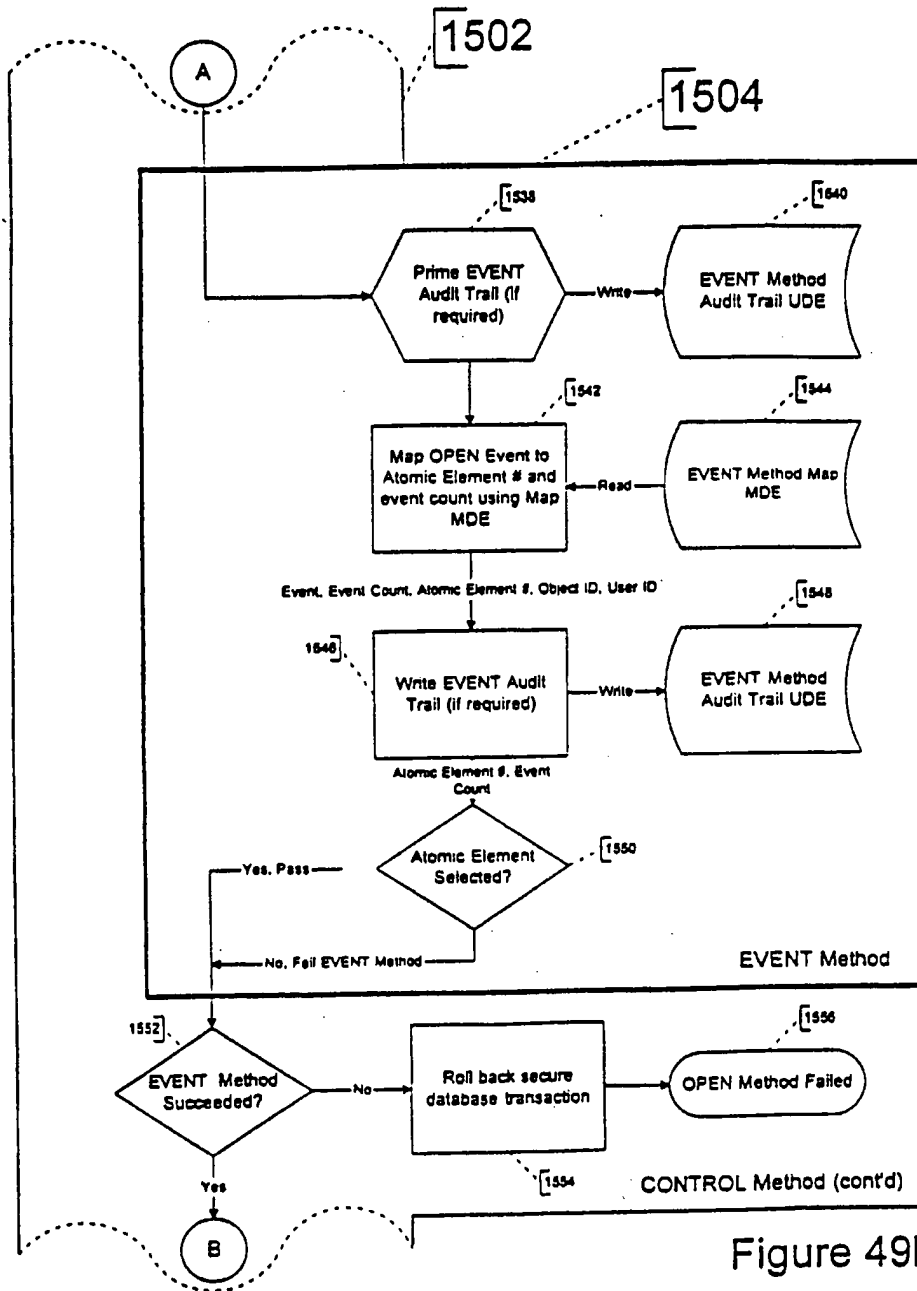 1502
A
1504
1538
1540
Prime EVENT
Audit Trail (if
required)
Write
EVENT Method
Audit Trail UDE
1542
1544
Map OPEN Event to
Atomic Element # and
event count using Map
MDE
Read
EVENT Method Map
MDE
Event, Event Count, Atomic Element #, Object ID, User ID
1546
1548
Write EVENT Audit
Trail (if required)
Write
EVENT Method
Audit Trail UDE
Atomic Element #, Event
Count
1550
Atomic Element
Selected?
Yes, Pass
No, Fail EVENT Method
EVENT Method
1552
1556
EVENT Method
Succeeded?
No
Roll back secure
database transaction
OPEN Method Failed
Yes
1554
CONTROL Method (cont'd)
B
Figure 49